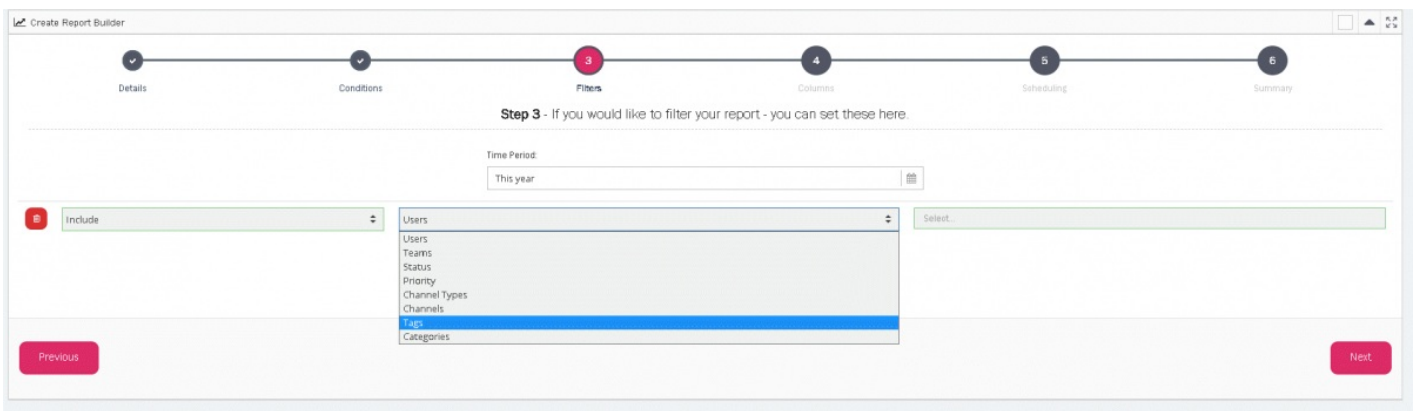 Create Report Builder
3 4 5 6
Details Conditions Filters Columns Scheduling Summary
Step 3 - If you would like to filter your report - you can set these here.
Time Period:
This year
Include Users Select...
Users
Teams
Status
Priority
Channel Types
Channels
Tags
Categories
Previous Next